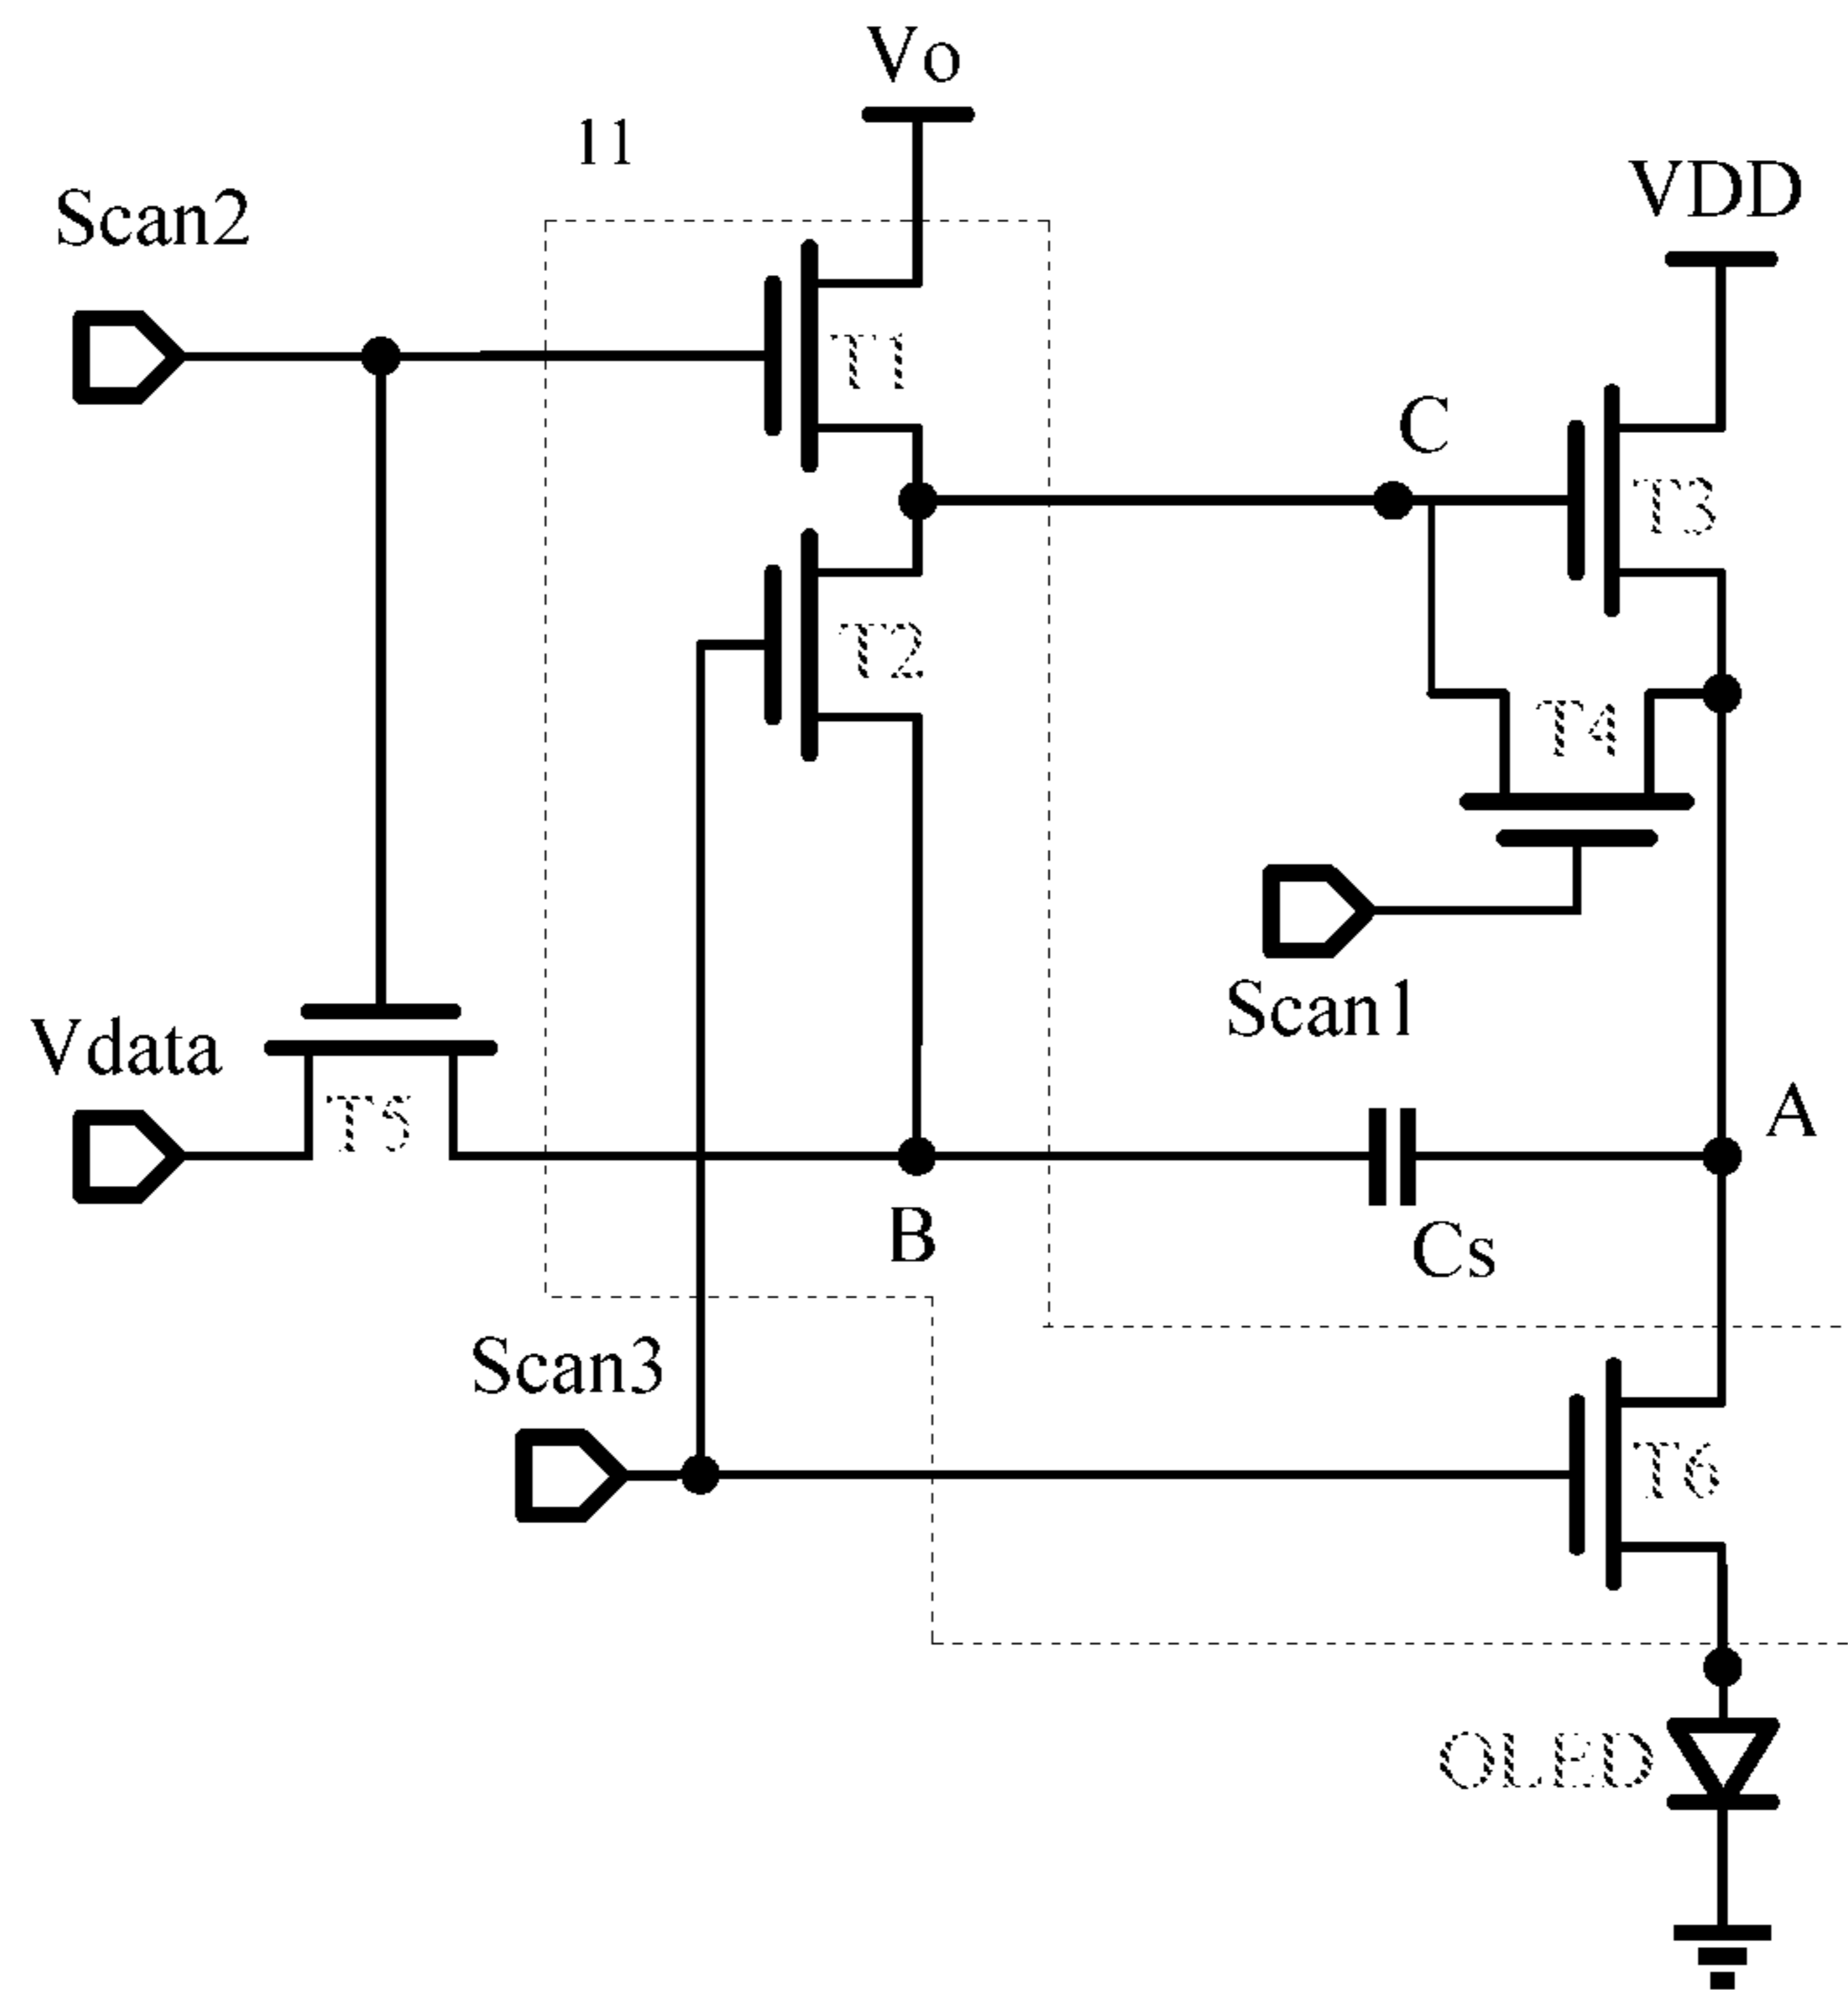 Vo
11
VDD
Scan2
T1
C
T3
T2
T4
Scan1
Vdata
T5
A
B
Cs
Scan3
T6
OLED